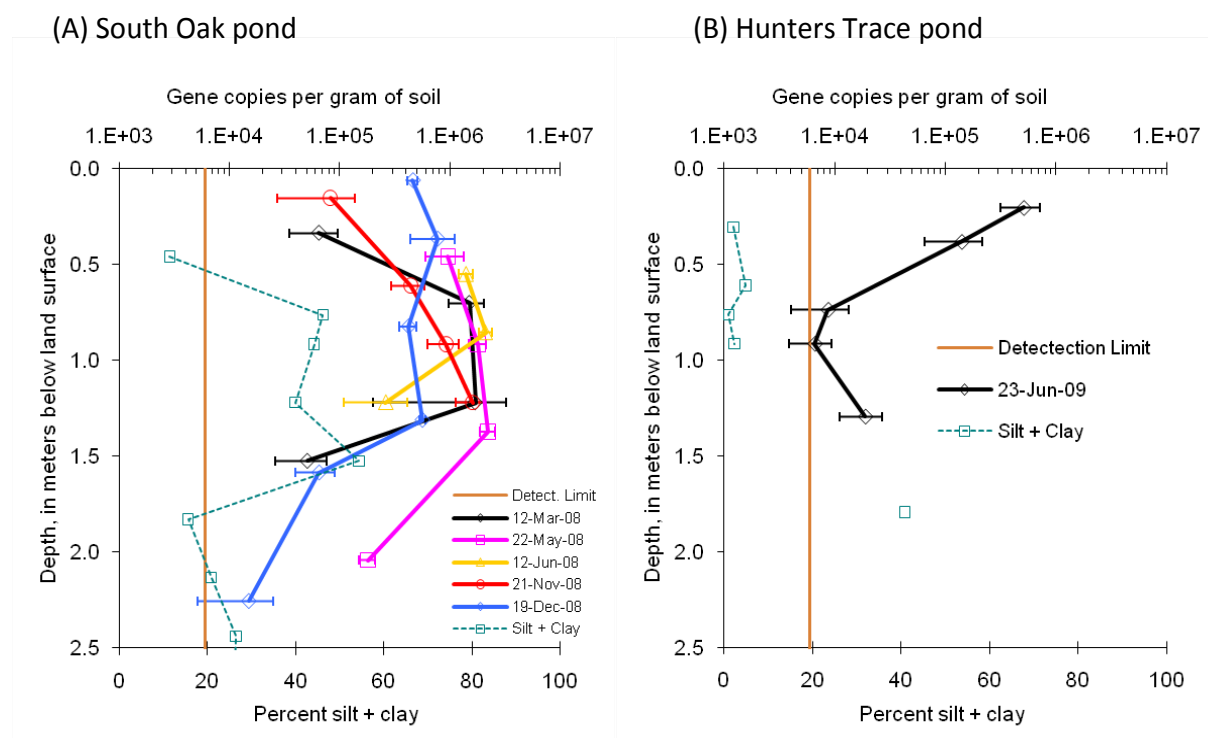 (A) South Oak pond
Gene copies per gram of soil
1.E+03 1.E+04 1.E+05 1.E+06 1.E+07
0.0
0.5
1.0
1.5
2.0
2.5
Depth, in meters below land surface
Detect. Limit
12-Mar-08
22-May-08
12-Jun-08
21-Nov-08
19-Dec-08
Silt + Clay
0 20 40 60 80 100
Percent silt + clay
(B) Hunters Trace pond
Gene copies per gram of soil
1.E+03 1.E+04 1.E+05 1.E+06 1.E+07
0.0
0.5
1.0
1.5
2.0
2.5
Depth, in meters below land surface
Detectection Limit
23-Jun-09
Silt + Clay
0 20 40 60 80 100
Percent silt + clay